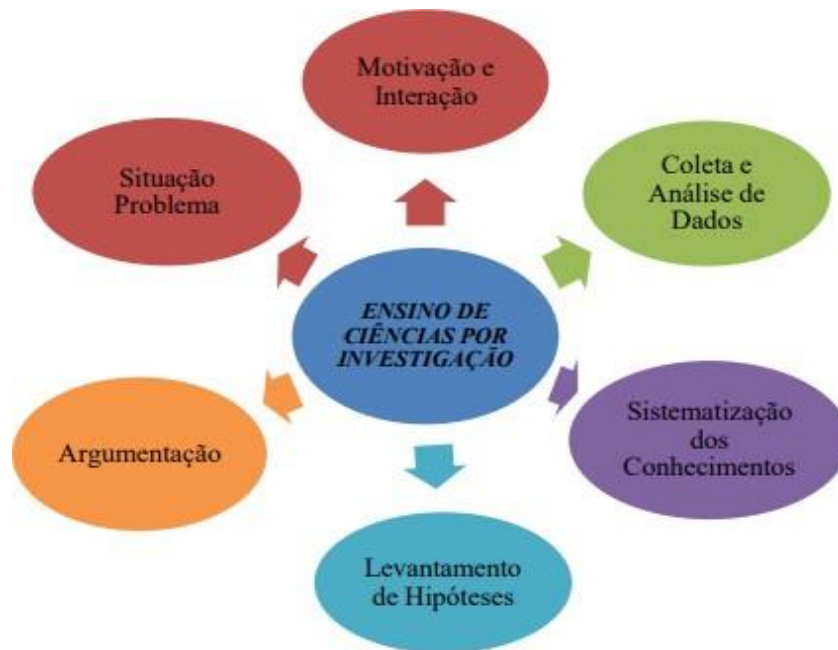 Motivação e
Interação
Situação
Problema
Coleta e
Análise de
Dados
ENSINO DE
CIÊNCIAS POR
INVESTIGAÇÃO
Argumentação
Sistematização
dos
Conhecimentos
Levantamento
de Hipóteses